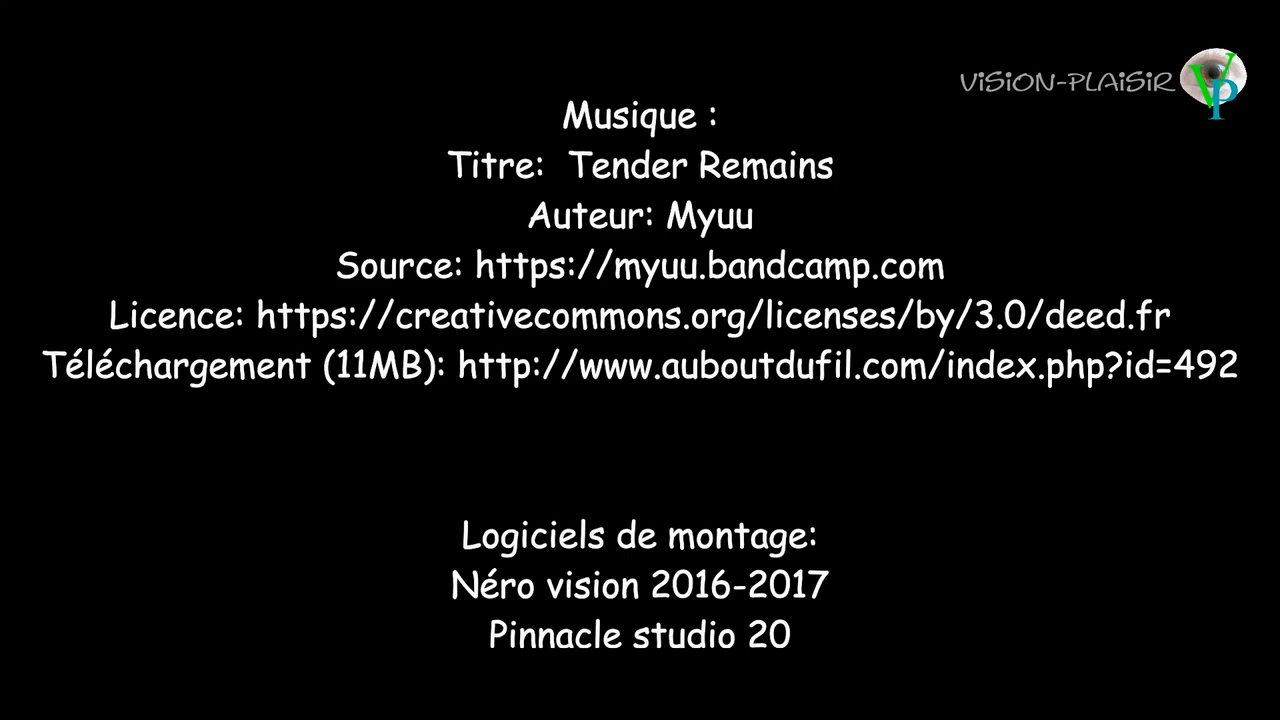 ViSiON-PLAiSiR
VP
Musique :
Titre:  Tender Remains
Auteur: Myuu
Source: https://myuu.bandcamp.com
Licence: https://creativecommons.org/licenses/by/3.0/deed.fr
Téléchargement (11MB): http://www.auboutdufil.com/index.php?id=492
Logiciels de montage:
Néro vision 2016-2017
Pinnacle studio 20